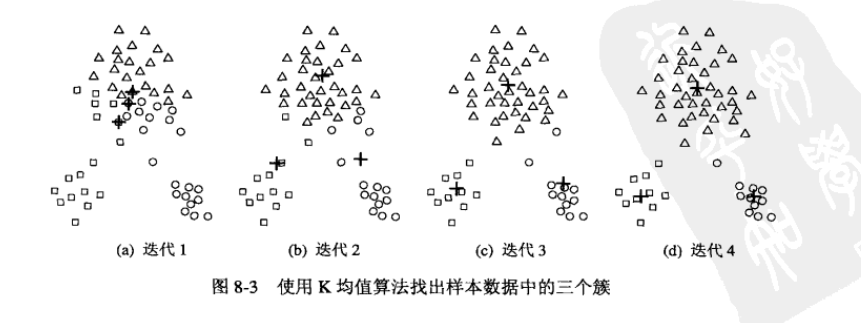 (a) 迭代 1
(b) 迭代 2
(c) 迭代 3
(d) 迭代 4
图 8-3 使用 K 均值算法找出样本数据中的三个簇